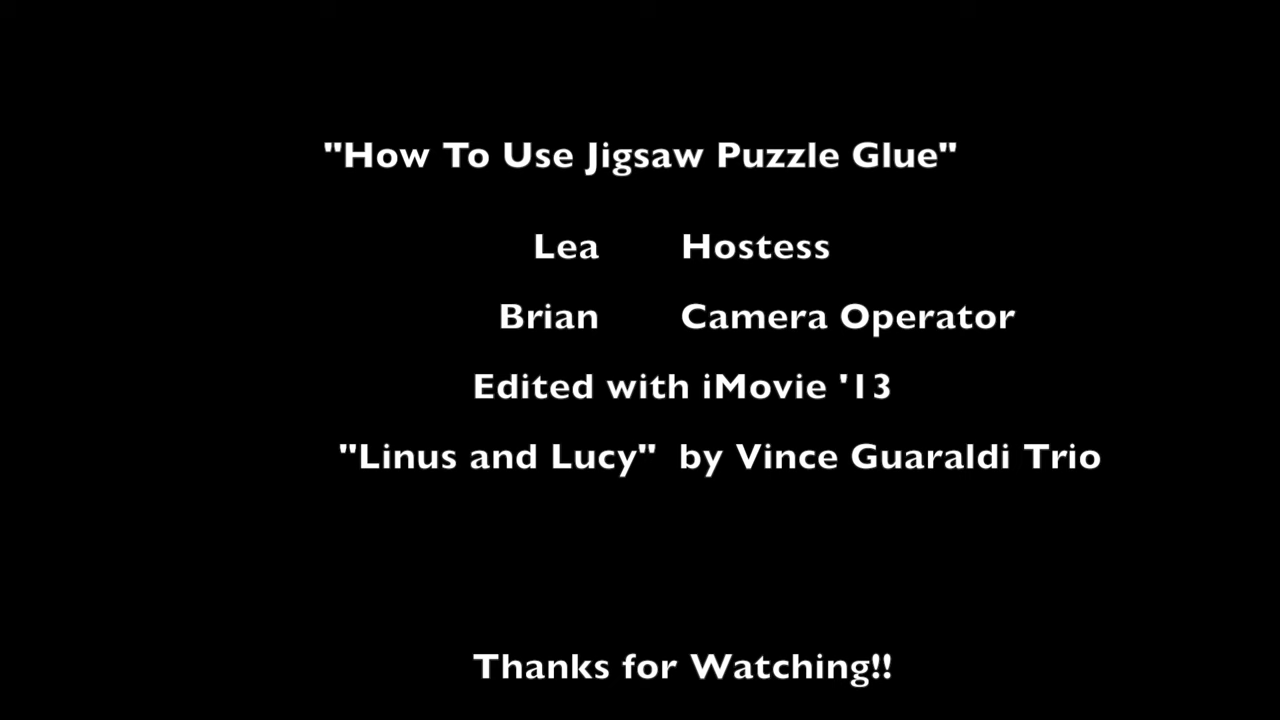 "How To Use Jigsaw Puzzle Glue"
Lea Hostess
Brian Camera Operator
Edited with iMovie '13
"Linus and Lucy" by Vince Guaraldi Trio
Thanks for Watching!!